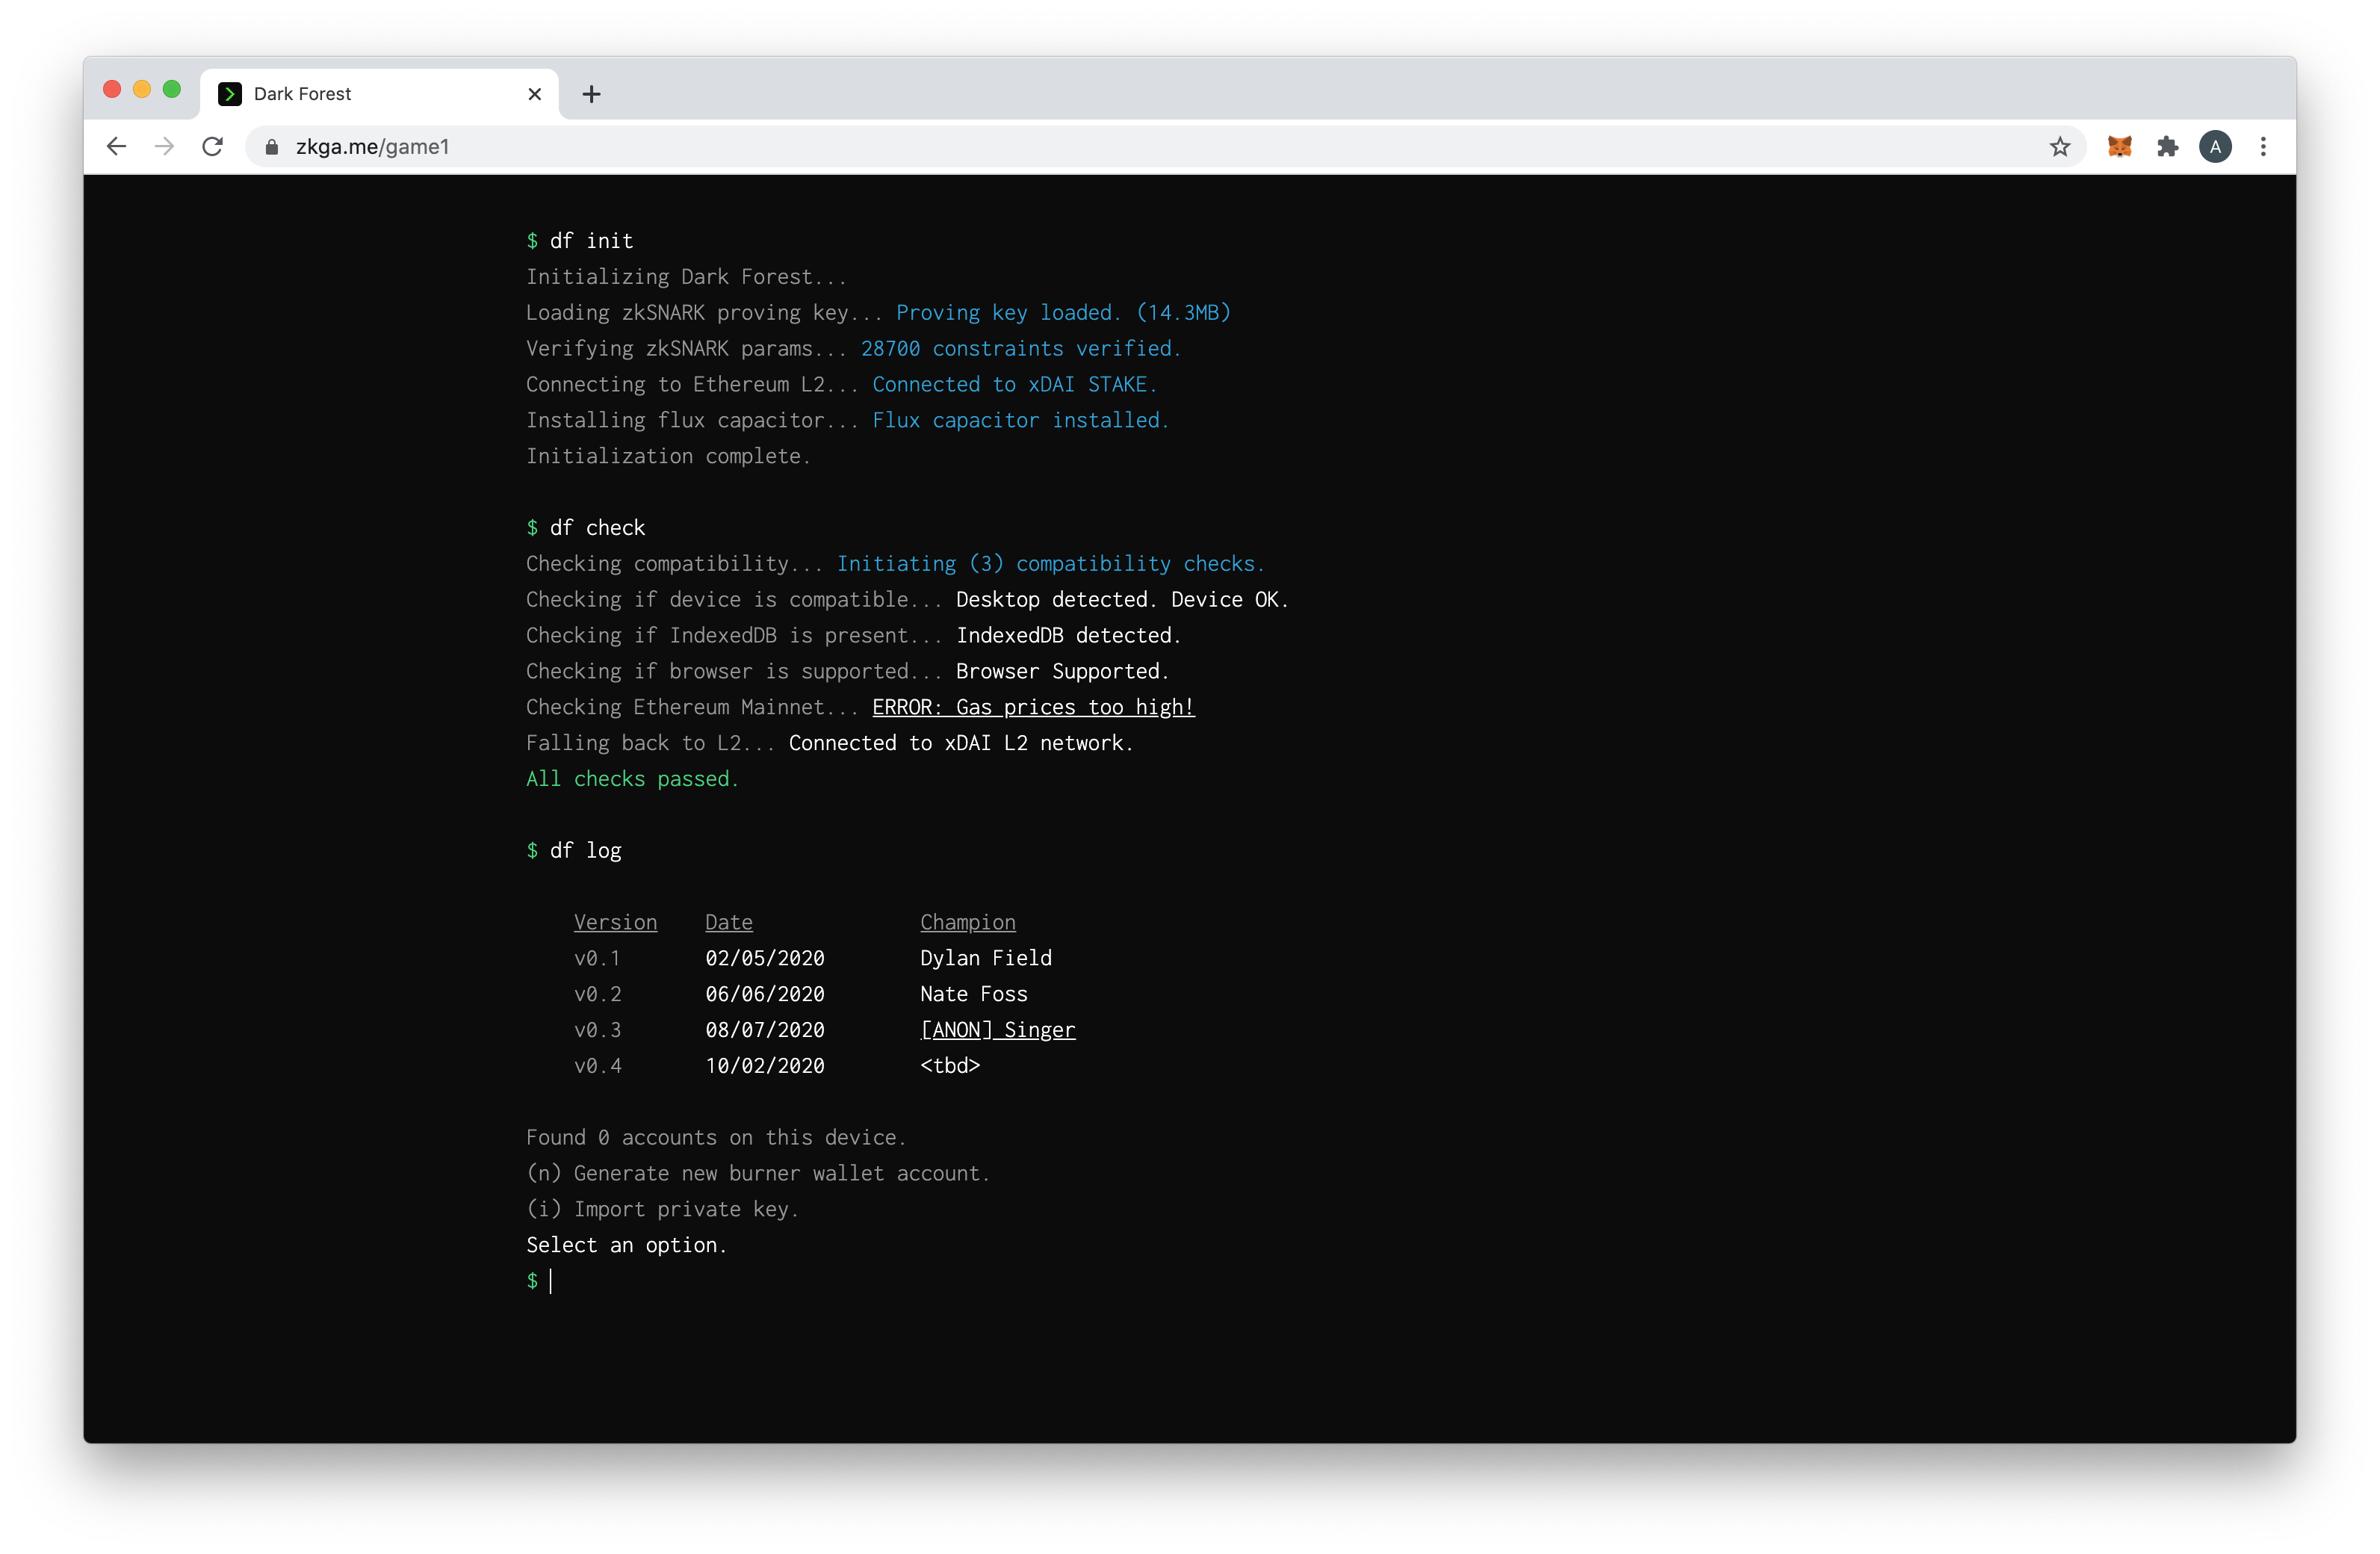 Dark Forest
zkga.me/game1
A
$ df init
Initializing Dark Forest...
Loading zkSNARK proving key... Proving key loaded. (14.3MB)
Verifying zkSNARK params... 28700 constraints verified.
Connecting to Ethereum L2... Connected to xDAI STAKE.
Installing flux capacitor... Flux capacitor installed.
Initialization complete.
$ df check
Checking compatibility... Initiating (3) compatibility checks.
Checking if device is compatible... Desktop detected. Device OK.
Checking if IndexedDB is present... IndexedDB detected.
Checking if browser is supported... Browser Supported.
Checking Ethereum Mainnet... ERROR: Gas prices too high!
Falling back to L2... Connected to xDAI L2 network.
All checks passed.
$ df log
Version Date Champion
v0.1 02/05/2020 Dylan Field
v0.2 06/06/2020 Nate Foss
v0.3 08/07/2020 [ANON] Singer
v0.4 10/02/2020 <tbd>
Found 0 accounts on this device.
(n) Generate new burner wallet account.
(i) Import private key.
Select an option.
$